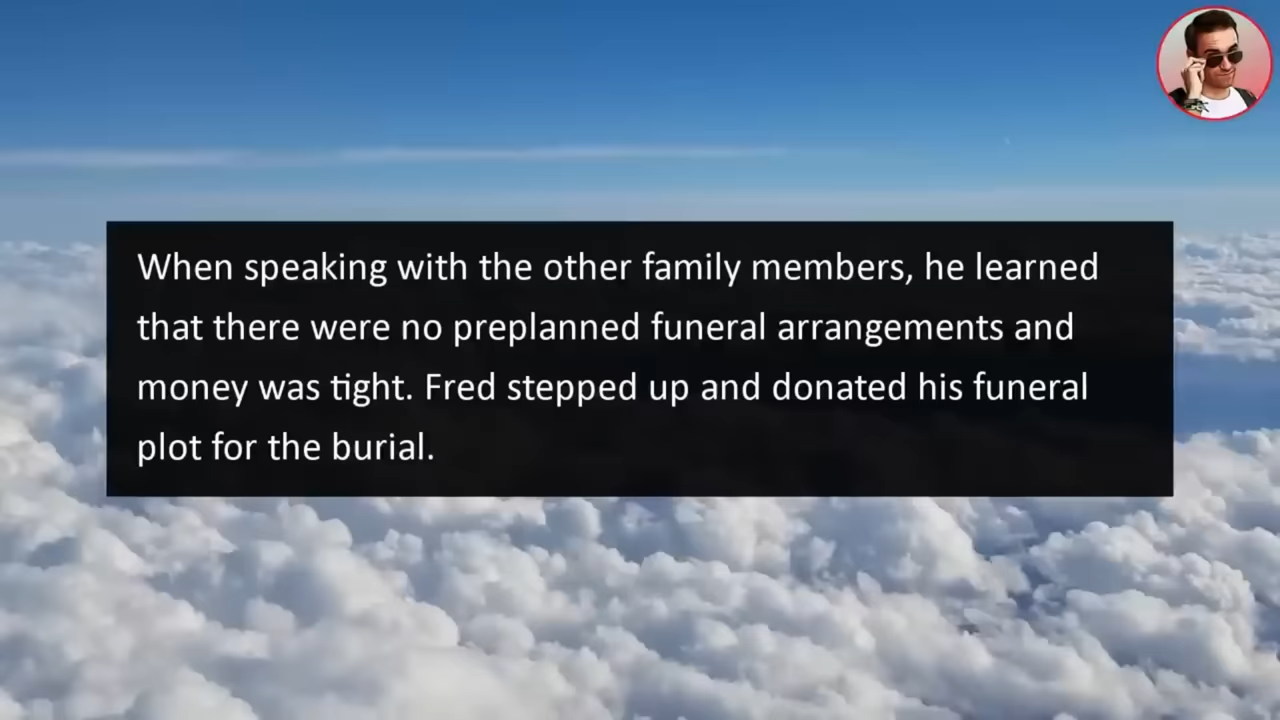 When speaking with the other family members, he learned
that there were no preplanned funeral arrangements and
money was tight. Fred stepped up and donated his funeral
plot for the burial.